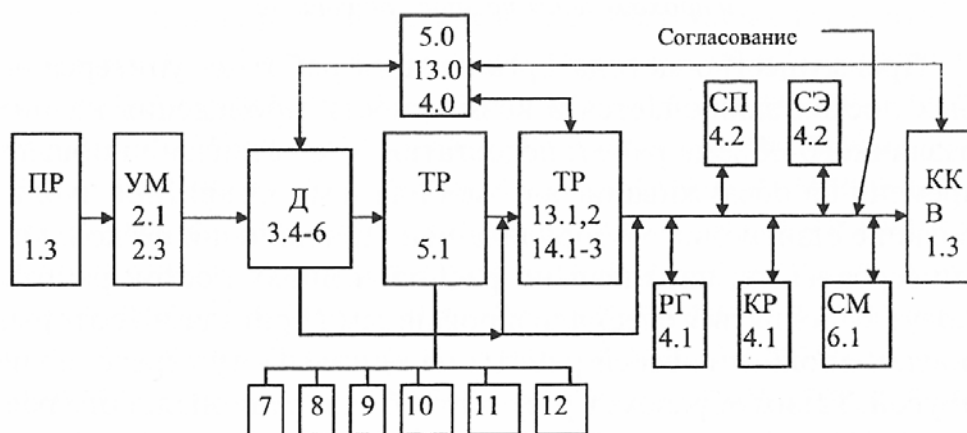 5.0
13.0
4.0
Согласование
СП
4.2
СЭ
4.2
ПР
1.3
УМ
2.1
2.3
Д
3.4-6
ТР
5.1
ТР
13.1,2
14.1-3
КК
В
1.3
РГ
4.1
КР
4.1
СМ
6.1
7
8
9
10
11
12